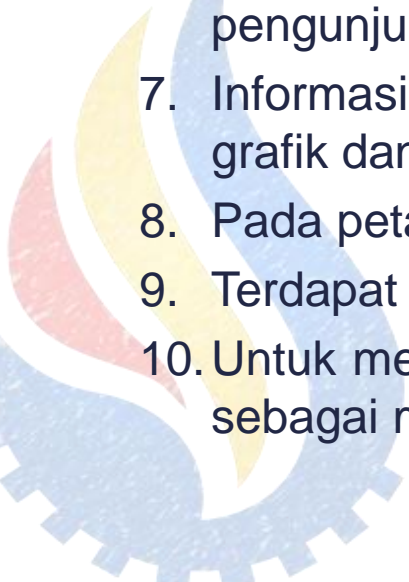 pengunju
7. Informasi
grafik dan
8. Pada peta
9. Terdapat
10. Untuk me
sebagai